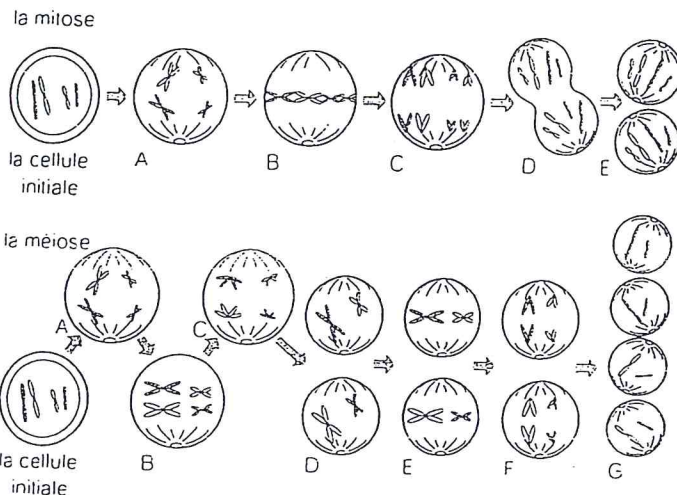 la mitose
la cellule
initiale
A
B
C
D
E
la méiose
A
C
la cellule
initiale
B
D
E
F
G